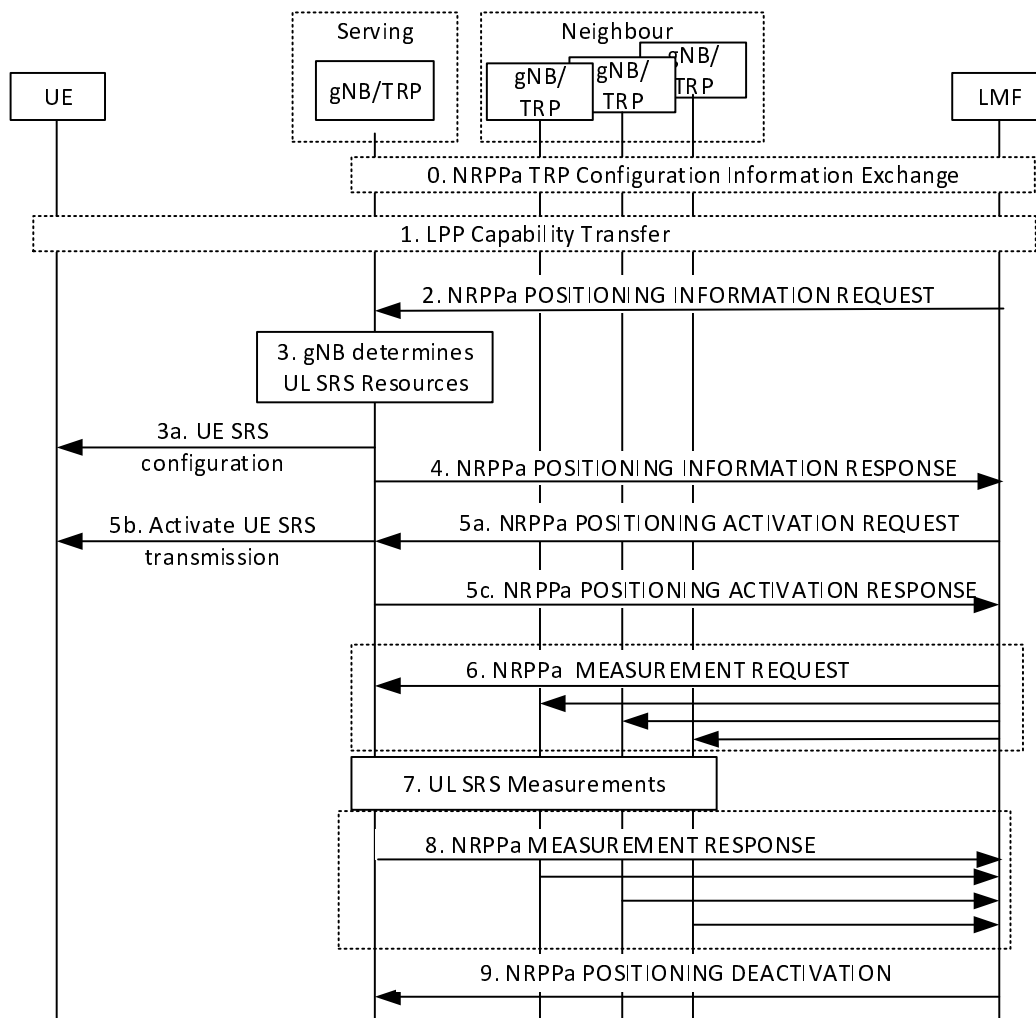 Serving
Neighbour
UE
gNB/TRP
gNB/
TRP
gNB/
TRP
gNB/
TRP
LMF
0. NRPPa TRP Configuration Information Exchange
1. LPP Capability Transfer
2. NRPPa POSITIONING INFORMATION REQUEST
3. gNB determines
UL SRS Resources
3a. UE SRS
configuration
4. NRPPa POSITIONING INFORMATION RESPONSE
5b. Activate UE SRS
transmission
5a. NRPPa POSITIONING ACTIVATION REQUEST
5c. NRPPa POSITIONING ACTIVATION RESPONSE
6. NRPPa MEASUREMENT REQUEST
7. UL SRS Measurements
8. NRPPa MEASUREMENT RESPONSE
9. NRPPa POSITIONING DEACTIVATION